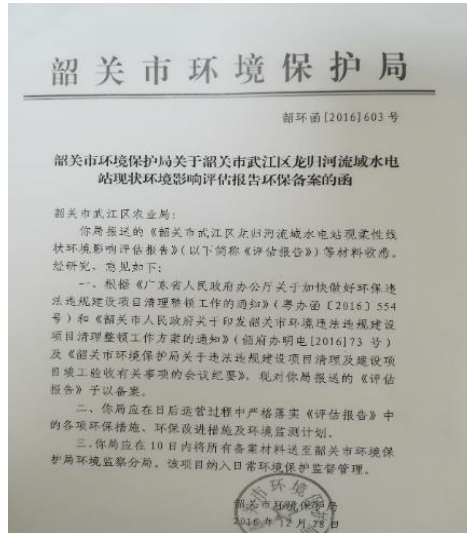 韶关市环境保护局
韶环函[2016]603号
韶关市环境保护局关于韶关市武江区龙归河流域水电
站现状环境影响评估报告环保备案的函
韶关市武江区农业局：
你局报送的《韶关市武江区龙归河流域水电站现柔性线
状环境影响评估报告》（以下简称《评估报告》）等材料收悉。
经研究，意见如下：
一、根据《广东省人民政府办公厅关于加快做好环保违
法违规建设项目清理整顿工作的通知》（粤办函〔2016〕554
号）和《韶关市人民政府关于印发韶关市环境违法违规建设
项目清理整顿工作方案的通知》（韶府办明电[2016]73号）
及《韶关市环境保护局关于违法违规建设项目清理及建设项
目竣工验收有关事项的会议纪要》，现对你局报送的《评估
报告》予以备案。
二、你局应在日后运营过程中严格落实《评估报告》中
的各项环保措施、环保改进措施及环境监测计划。
三、你局应在10日内将所有备案材料送至韶关市环境保
护局环境监察分局。该项目纳入日常环境保护监督管理。
韶关市环境保护局
2016年12月28日